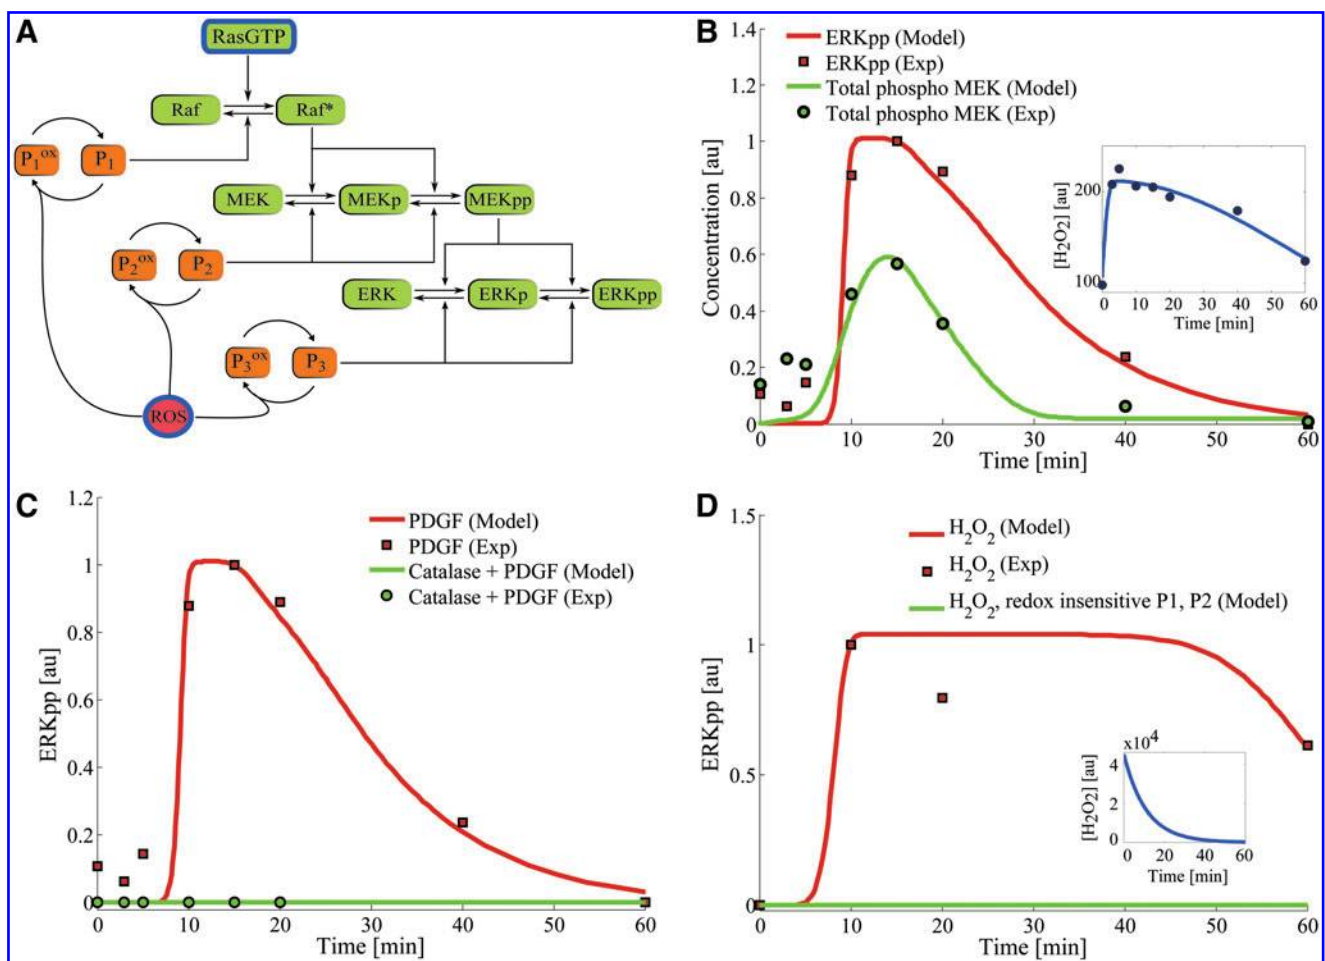 A
RasGTP
Raf
Raf*
P1ox
P1
MEK
MEKp
MEKpp
P2ox
P2
ERK
ERKp
ERKpp
P3ox
P3
ROS
B
1.4
1.2
1
0.8
0.6
0.4
0.2
0
Concentration [au]
ERKpp (Model)
ERKpp (Exp)
Total phospho MEK (Model)
Total phospho MEK (Exp)
200
100
[H2O2] [au]
0 10 20 30 40 50 60
Time [min]
0 10 20 30 40 50 60
Time [min]
C
1.2
1
0.8
0.6
0.4
0.2
0
ERKpp [au]
PDGF (Model)
PDGF (Exp)
Catalase + PDGF (Model)
Catalase + PDGF (Exp)
0 10 20 30 40 60
Time [min]
D
1.5
1
0.5
0
ERKpp [au]
H2O2 (Model)
H2O2 (Exp)
H2O2, redox insensitive P1, P2 (Model)
x10^4
4
2
0
[H2O2] [au]
0 20 40 60
Time [min]
0 10 20 30 40 50 60
Time [min]